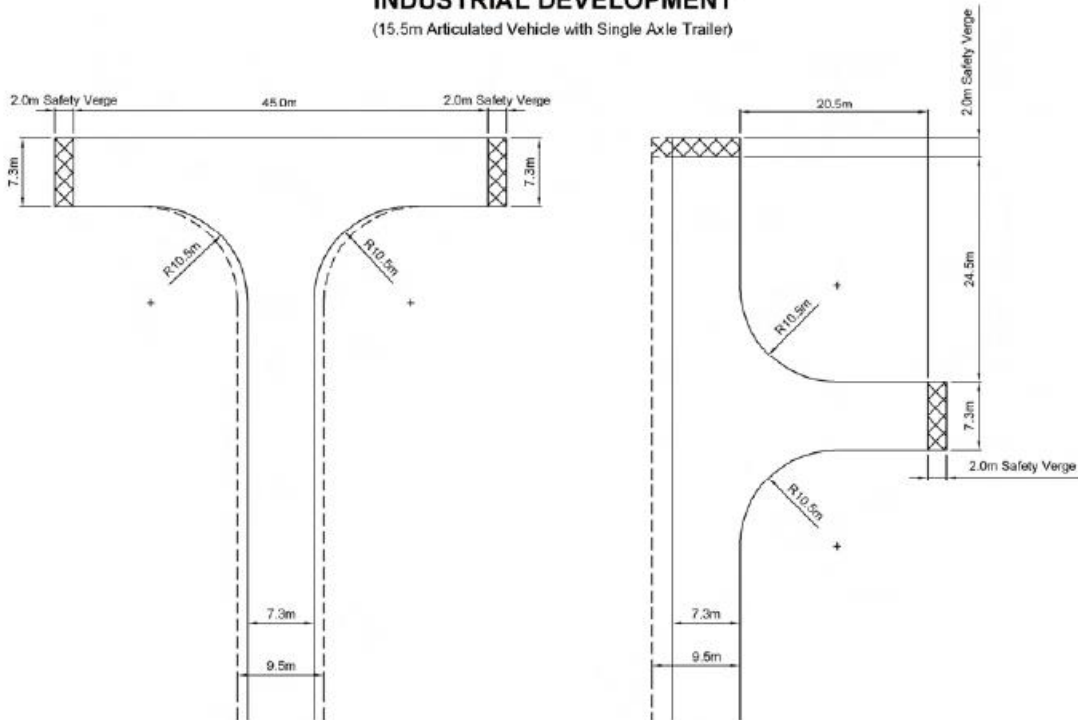 INDUSTRIAL DEVELOPMENT
(15.5m Articulated Vehicle with Single Axle Trailer)
2.0m Safety Verge
45.0m
2.0m Safety Verge
7.3m
7.3m
R10.5m
R10.5m
7.3m
9.5m
2.0m Safety Verge
20.5m
24.5m
R10.5m
7.3m
2.0m Safety Verge
R10.5m
7.3m
9.5m